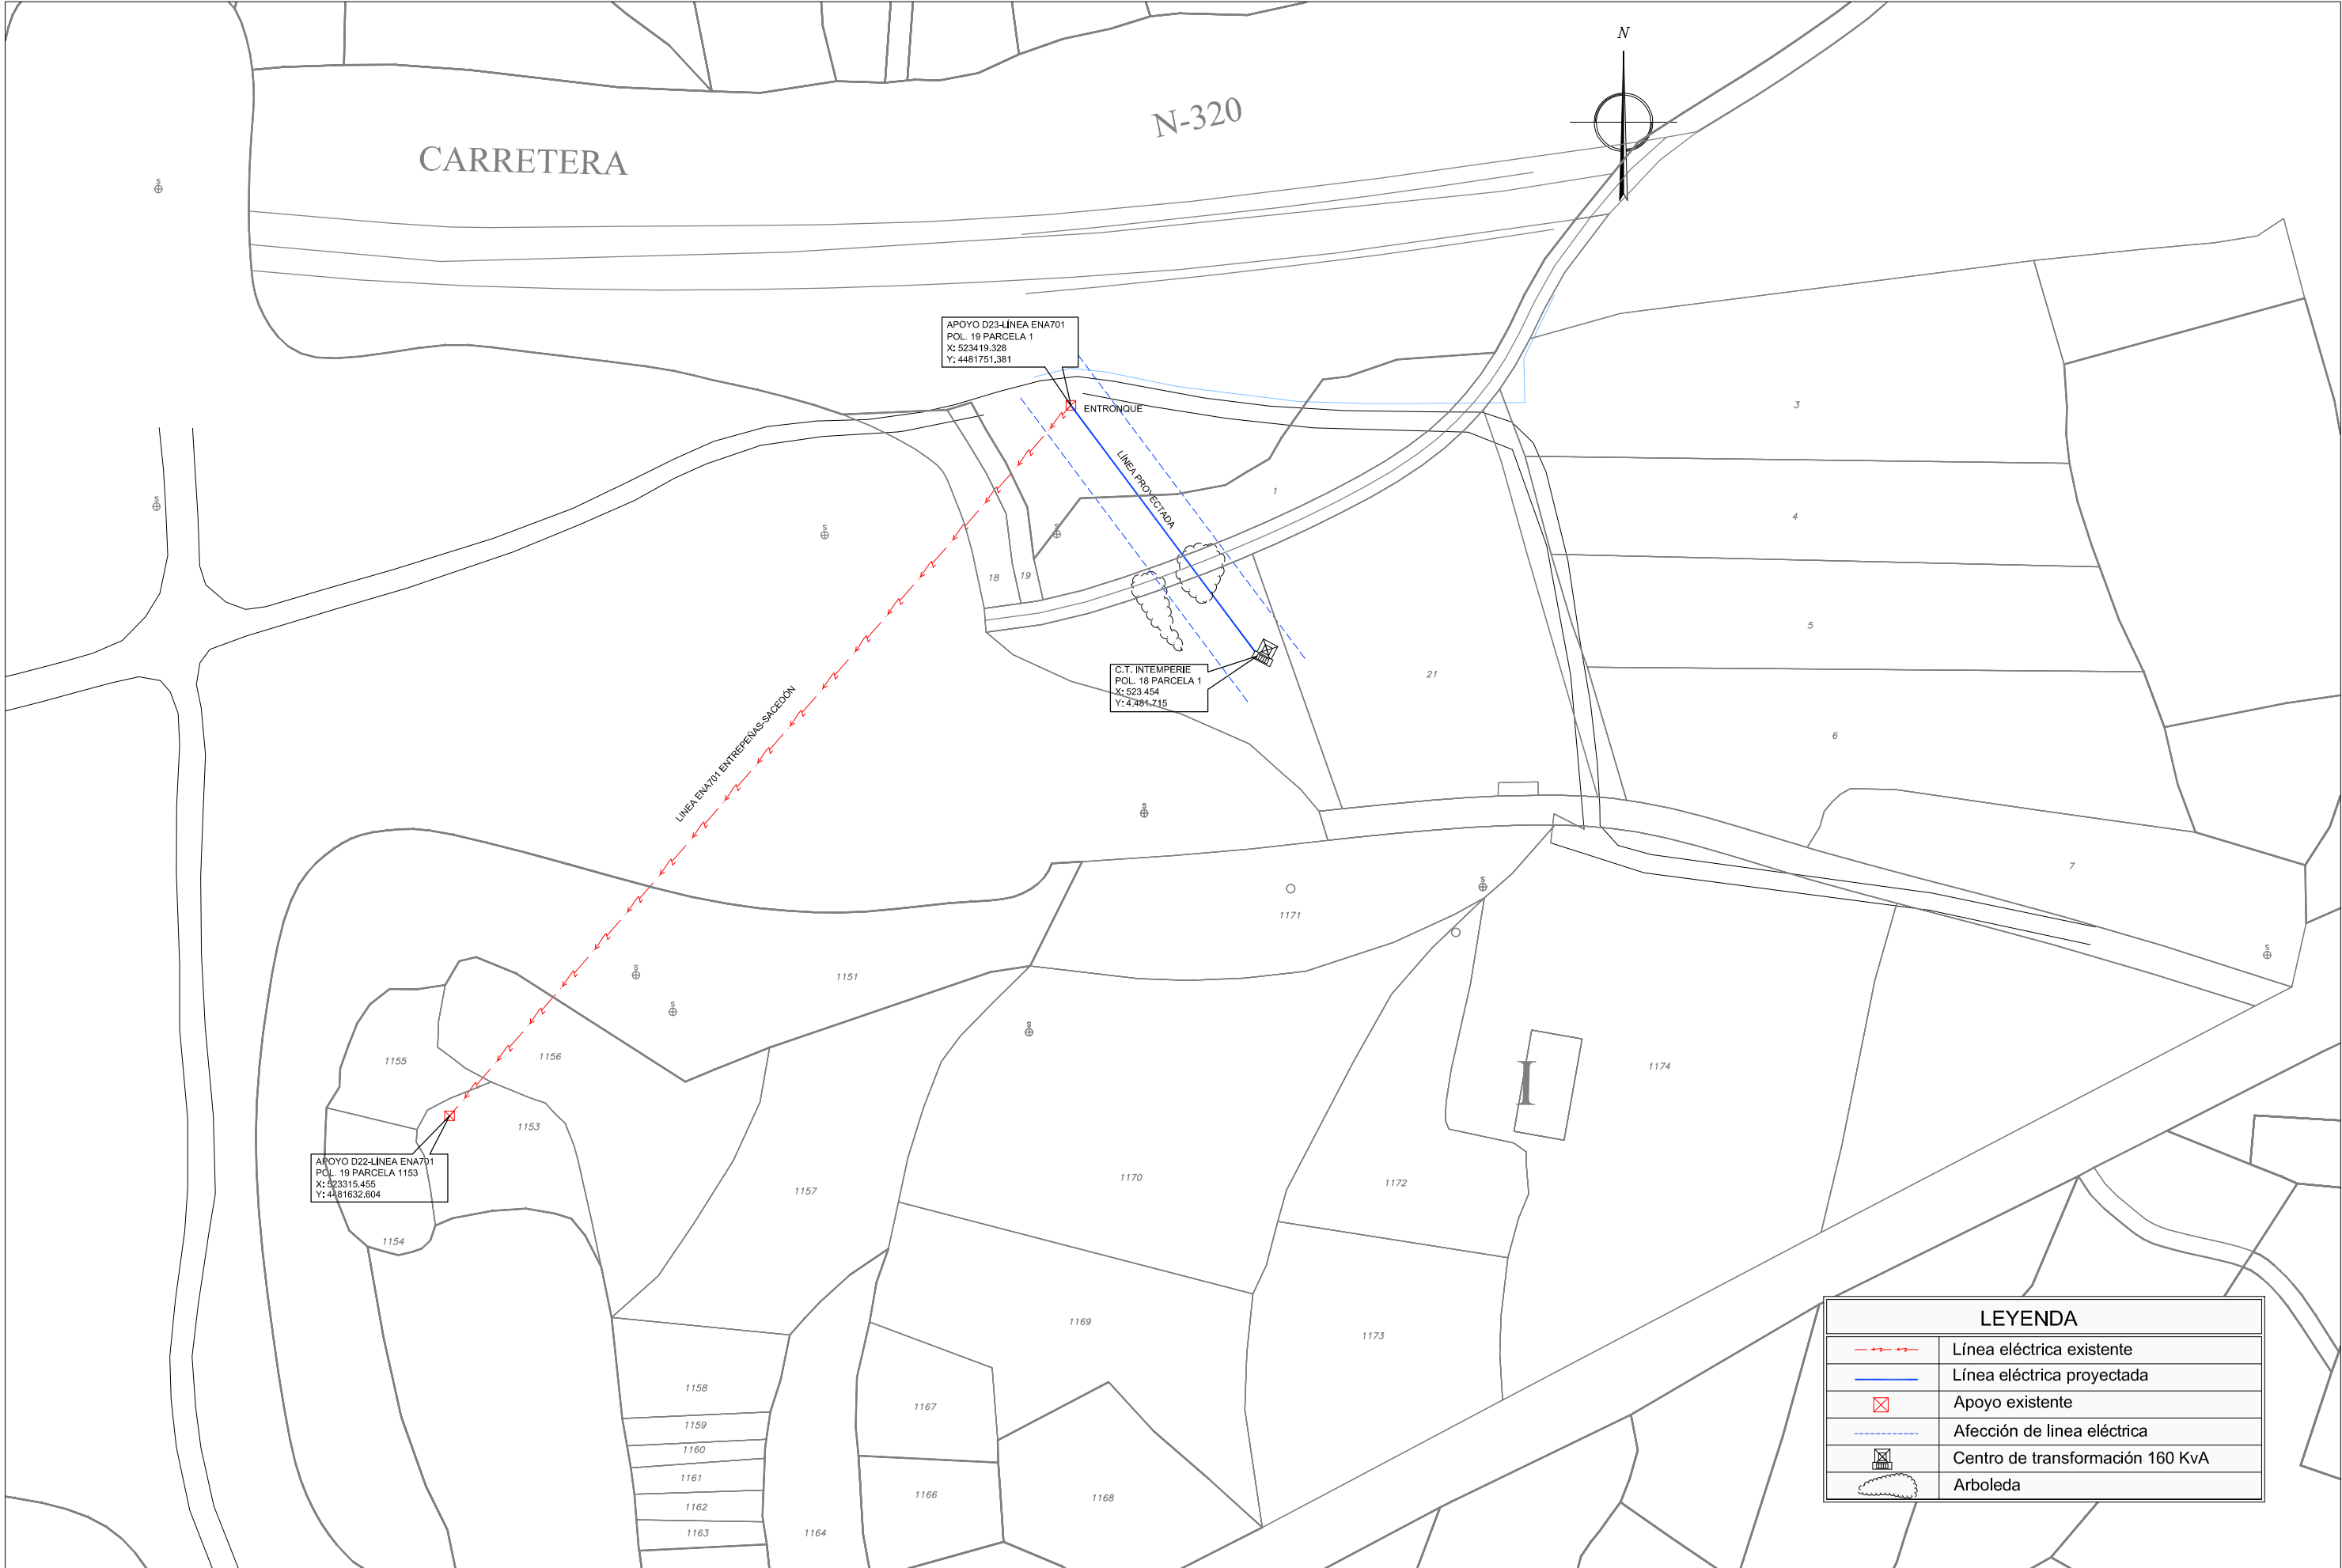 N
N-320
CARRETERA
S
APOYO D23-LÍNEA ENA701
POL. 19 PARCELA 1
X: 523419.328
Y: 4481751.381
ENTRONQUE
3
LÍNEA PROYECTADA
1
S
S
S
4
18
19
5
C.T. INTEMPERIE
POL. 18 PARCELA 1
X: 523.454
Y: 4.481.715
21
LINEA ENA701 ENTREPEÑAS-SACEDÓN
6
S
7
S
1171
S
S
1151
S
S
1155
1156
1174
I
1153
APOYO D22-LÍNEA ENA701
POL. 19 PARCELA 1153
X: 523315.455
Y: 4481632.604
1157
1170
1172
1154
1169
1173
1158
1159
1160
1161
1162
1163
1164
1167
1166
1168
LEYENDA
Línea eléctrica existente
Línea eléctrica proyectada
Apoyo existente
Afección de linea eléctrica
Centro de transformación 160 KvA
Arboleda